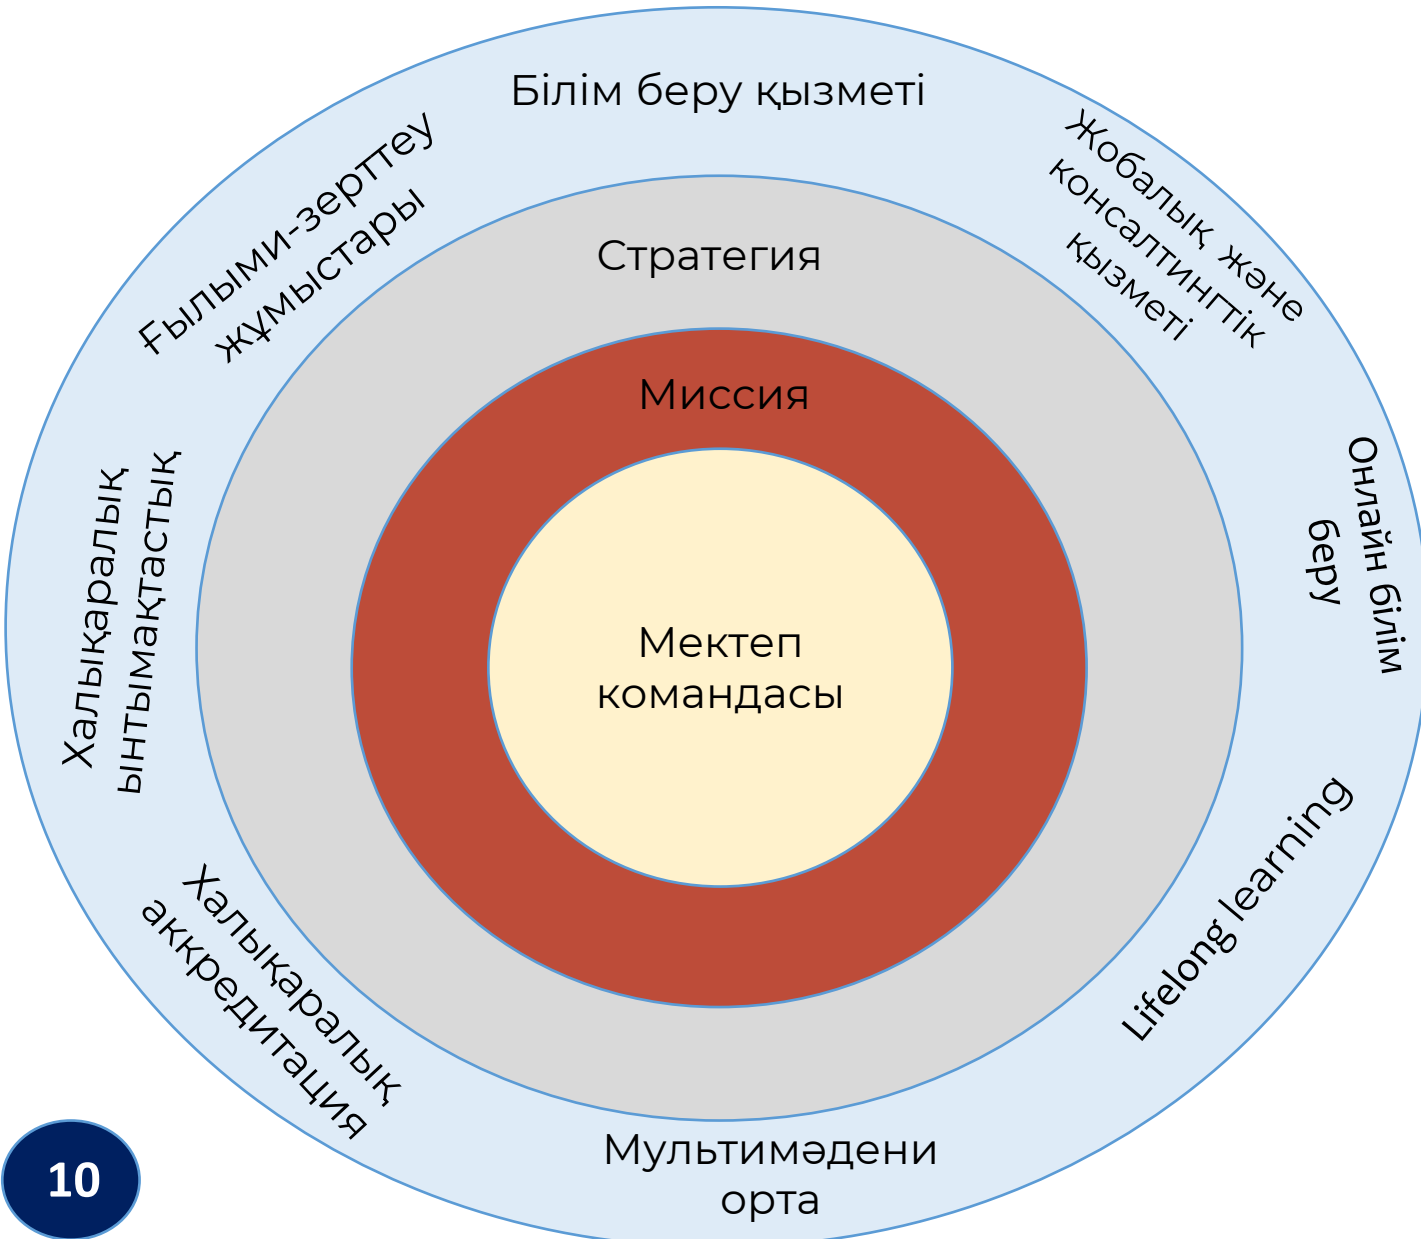 Білім беру қызметі
Жобалық және
консалтингтік
қызметі
Онлайн білім
беру
Lifelong learning
Мультимәдени
орта
Халықаралық
аккредитация
Халықаралық
ынтымақтастық
Ғылыми-зерттеу
жұмыстары
Стратегия
Миссия
Мектеп
командасы
10